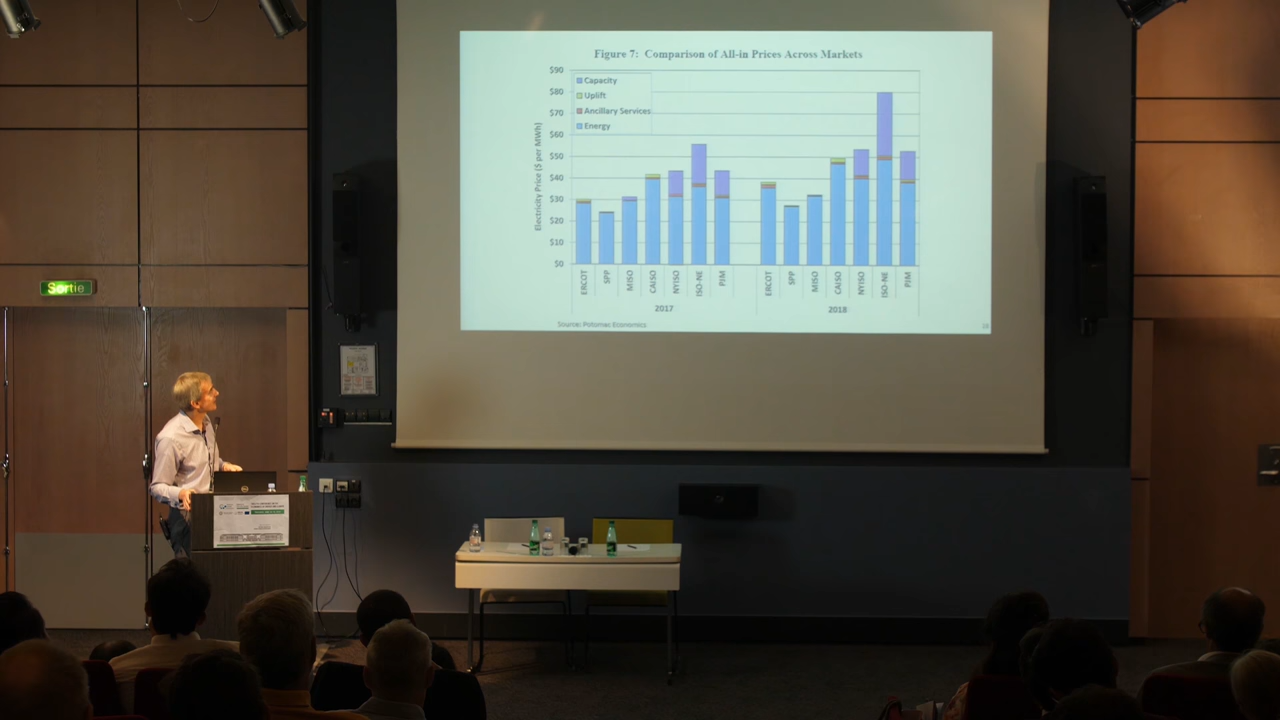 Figure 7: Comparison of All-in Prices Across Markets
$90
$80
$70
$60
$50
$40
$30
$20
$10
$0
Electricity Price ($ per MWh)
Capacity
Uplift
Ancillary Services
Energy
ERCOT
SPP
MISO
CAISO
NYISO
ISO-NE
PJM
ERCOT
SPP
MISO
CAISO
NYISO
ISO-NE
PJM
2017
2018
Source: Potomac Economics
Sortie